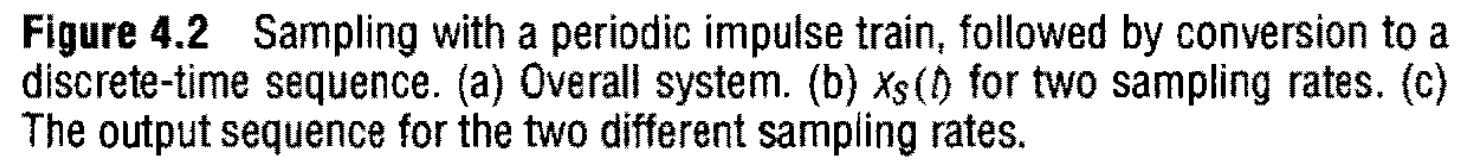 Figure 4.2 Sampling with a periodic impulse train, followed by conversion to a
discrete-time sequence. (a) Overall system. (b) xs(t) for two sampling rates. (c)
The output sequence for the two different sampling rates.